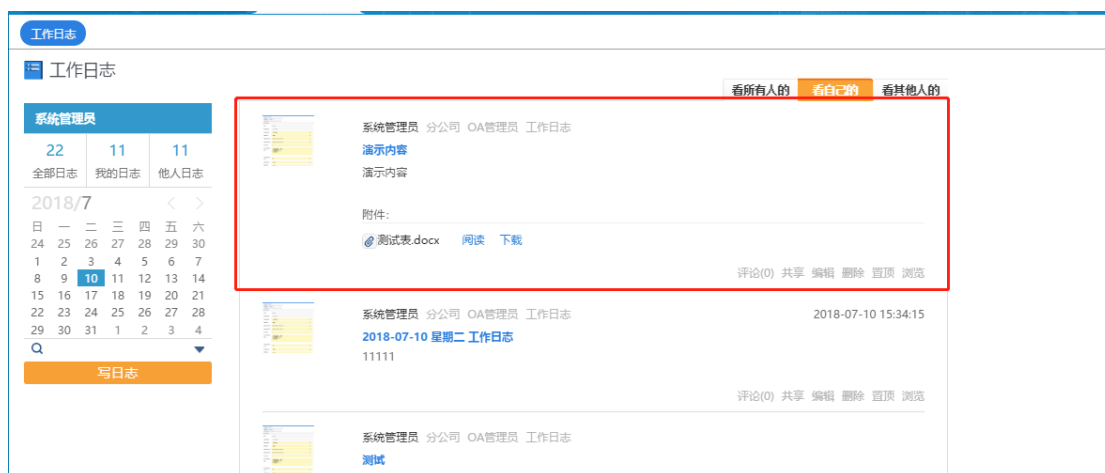 工作日志
工作日志
看所有人的 看自己的 看其他人的
系统管理员
22 11 11
全部日志 我的日志 他人日志
2018/7 < >
日 一 二 三 四 五 六
24 25 26 27 28 29 30
1 2 3 4 5 6 7
8 9 10 11 12 13 14
15 16 17 18 19 20 21
22 23 24 25 26 27 28
29 30 31 1 2 3 4
写日志
系统管理员 分公司 OA管理员 工作日志
演示内容
演示内容
附件:
测试表.docx 阅读 下载
评论(0) 共享 编辑 删除 置顶 浏览
系统管理员 分公司 OA管理员 工作日志 2018-07-10 15:34:15
2018-07-10 星期二 工作日志
11111
评论(0) 共享 编辑 删除 置顶 浏览
系统管理员 分公司 OA管理员 工作日志
测试